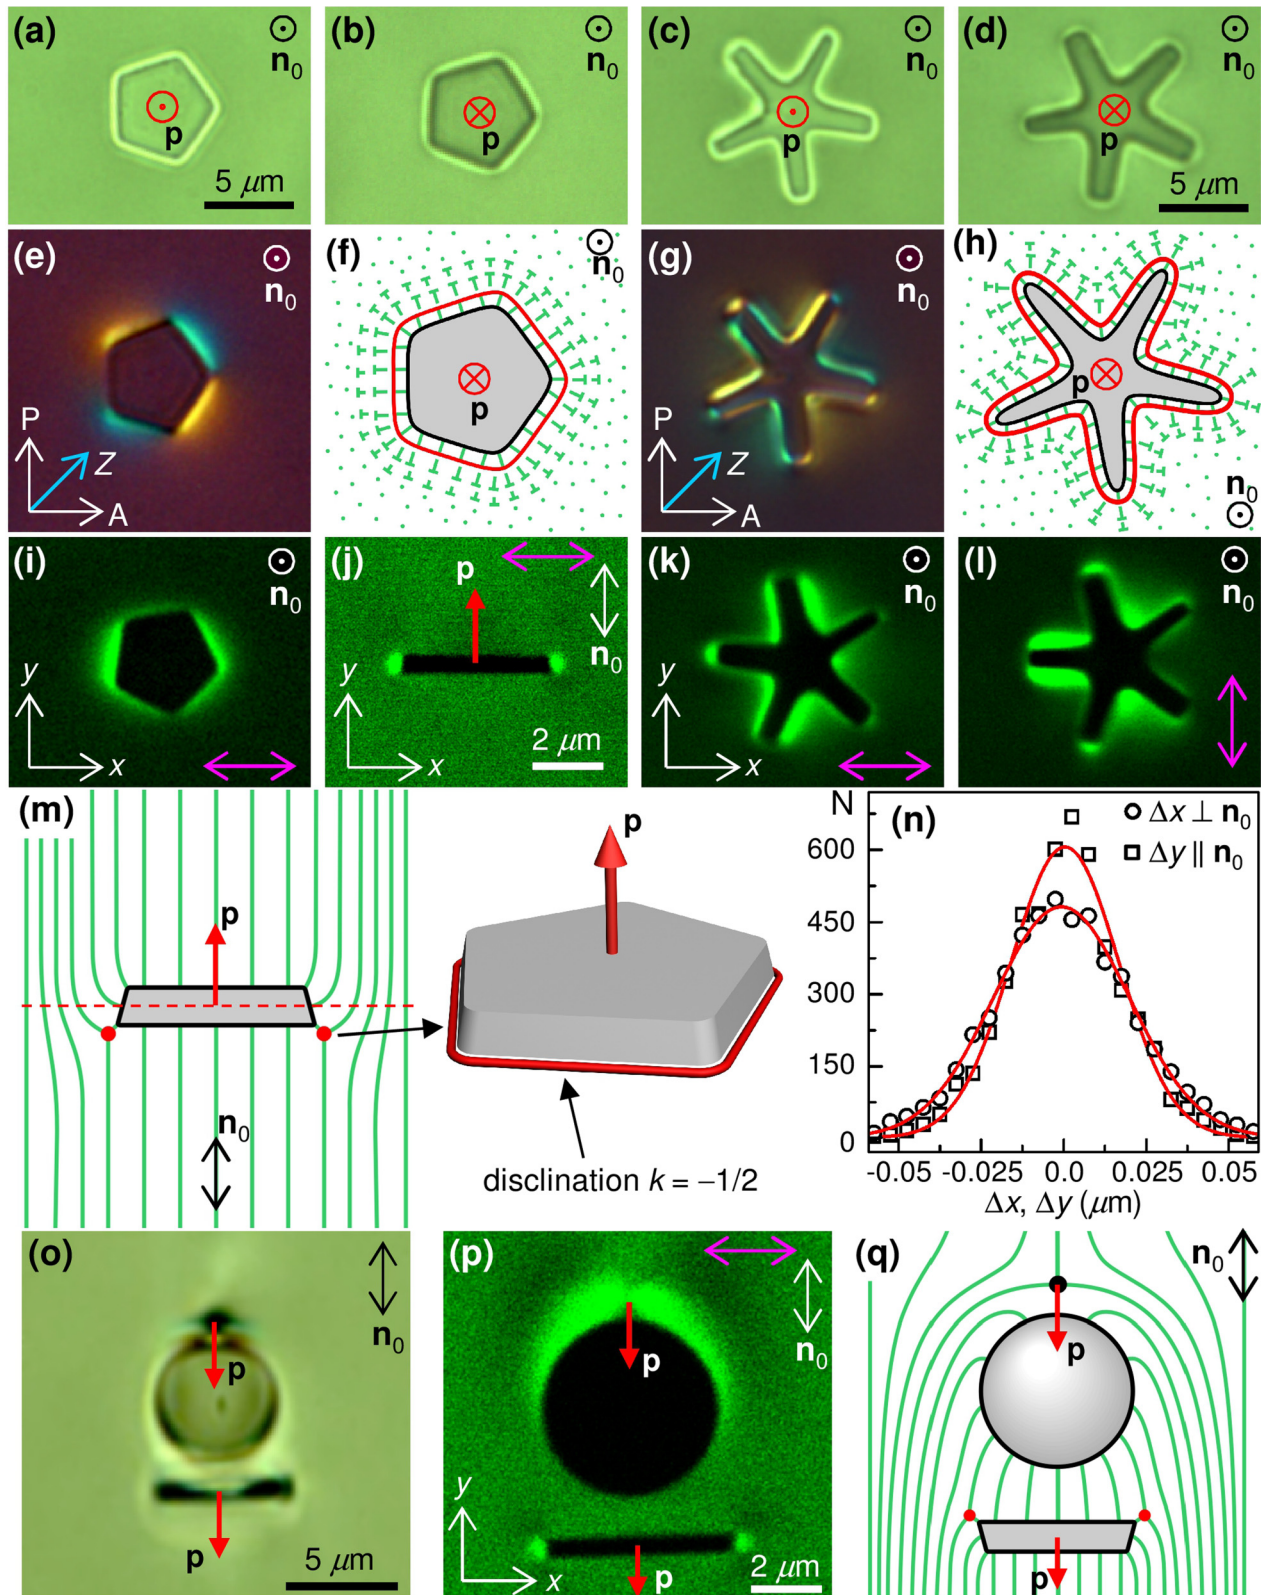 (a) n₀
p
5 μm
(b) n₀
p
(c) n₀
p
(d) n₀
p
5 μm
(e) n₀
P Z A
(f) n₀
p
(g) n₀
P Z A
(h)
p
n₀
(i) n₀
y x
(j) p n₀
y x
2 μm
(k) n₀
y x
(l) n₀
(m)
p
n₀
p
disclination k = −1/2
(n)
N
Δx ⊥ n₀
Δy ∥ n₀
600
450
300
150
0
-0.05 -0.025 0.0 0.025 0.05
Δx, Δy (μm)
(o) n₀
p
p
5 μm
(p) n₀
p
y x
2 μm
(q) n₀
p
p